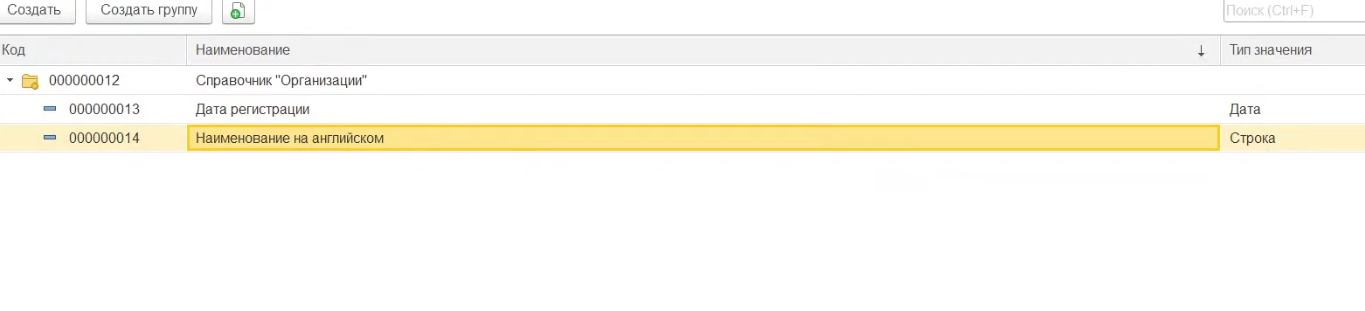 Создать Создать группу Поиск (Ctrl+F)
Код Наименование ↓ Тип значения
000000012 Справочник "Организации"
000000013 Дата регистрации Дата
000000014 Наименование на английском Строка